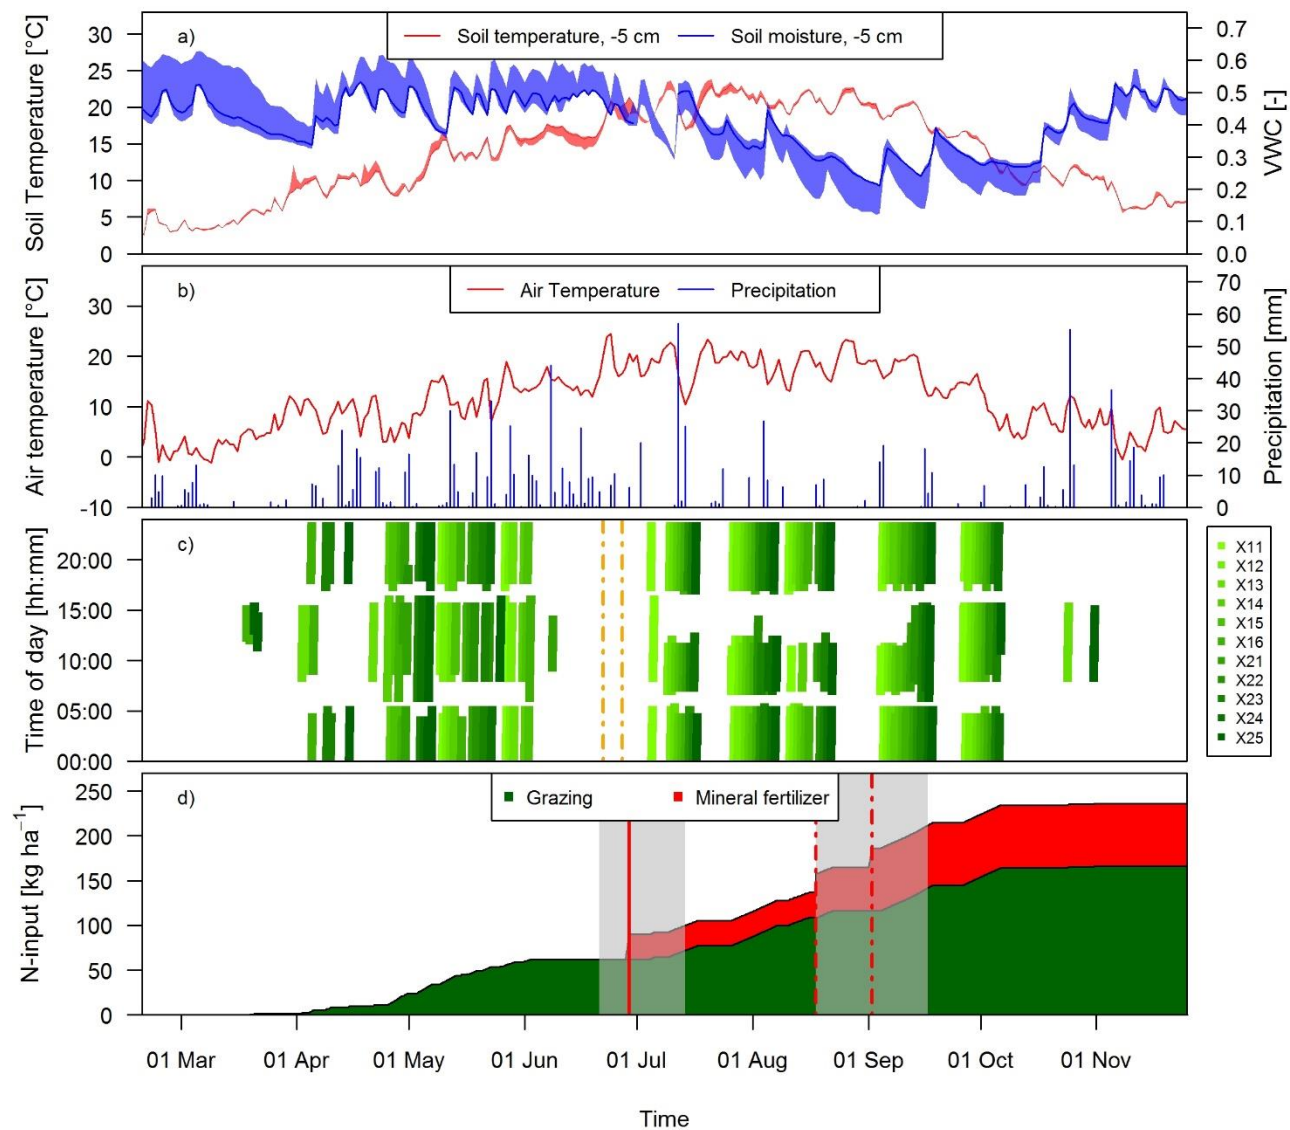 a)
Soil temperature, -5 cm
Soil moisture, -5 cm
Soil Temperature [°C]
30
25
20
15
10
5
0
VWC [-]
0.7
0.6
0.5
0.4
0.3
0.2
0.1
0.0
b)
Air Temperature
Precipitation
Air temperature [°C]
30
20
10
0
-10
Precipitation [mm]
70
60
50
40
30
20
10
0
c)
Time of day [hh:mm]
20:00
15:00
10:00
05:00
00:00
X11
X12
X13
X14
X15
X16
X21
X22
X23
X24
X25
d)
Grazing
Mineral fertilizer
N-input [kg ha⁻¹]
250
200
150
100
50
0
01 Mar
01 Apr
01 May
01 Jun
01 Jul
01 Aug
01 Sep
01 Oct
01 Nov
Time